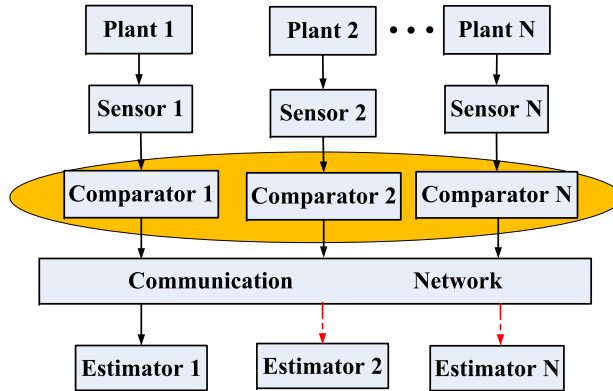 Plant 1
Plant 2
• • •
Plant N
Sensor 1
Sensor 2
Sensor N
Comparator 1
Comparator 2
Comparator N
Communication Network
Estimator 1
Estimator 2
Estimator N